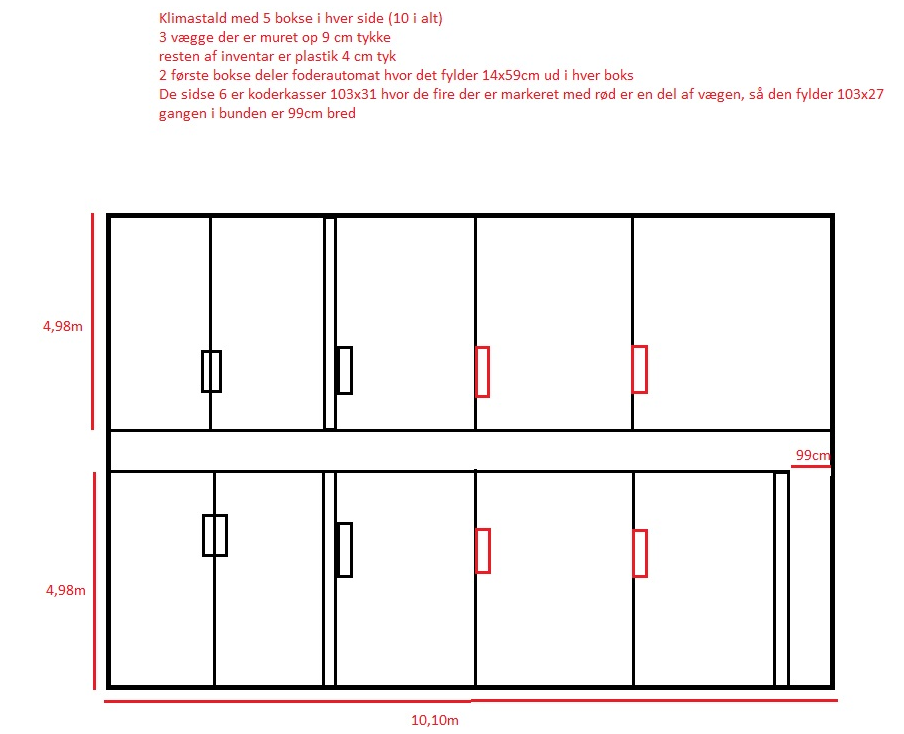 Klimastald med 5 bokse i hver side (10 i alt)
3 vægge der er muret op 9 cm tykke
resten af inventar er plastik 4 cm tyk
2 første bokse deler foderautomat hvor det fylder 14x59cm ud i hver boks
De sidse 6 er koderkasser 103x31 hvor de fire der er markeret med rød er en del af vægen, så den fylder 103x27
gangen i bunden er 99cm bred
4,98m
99cm
4,98m
10,10m